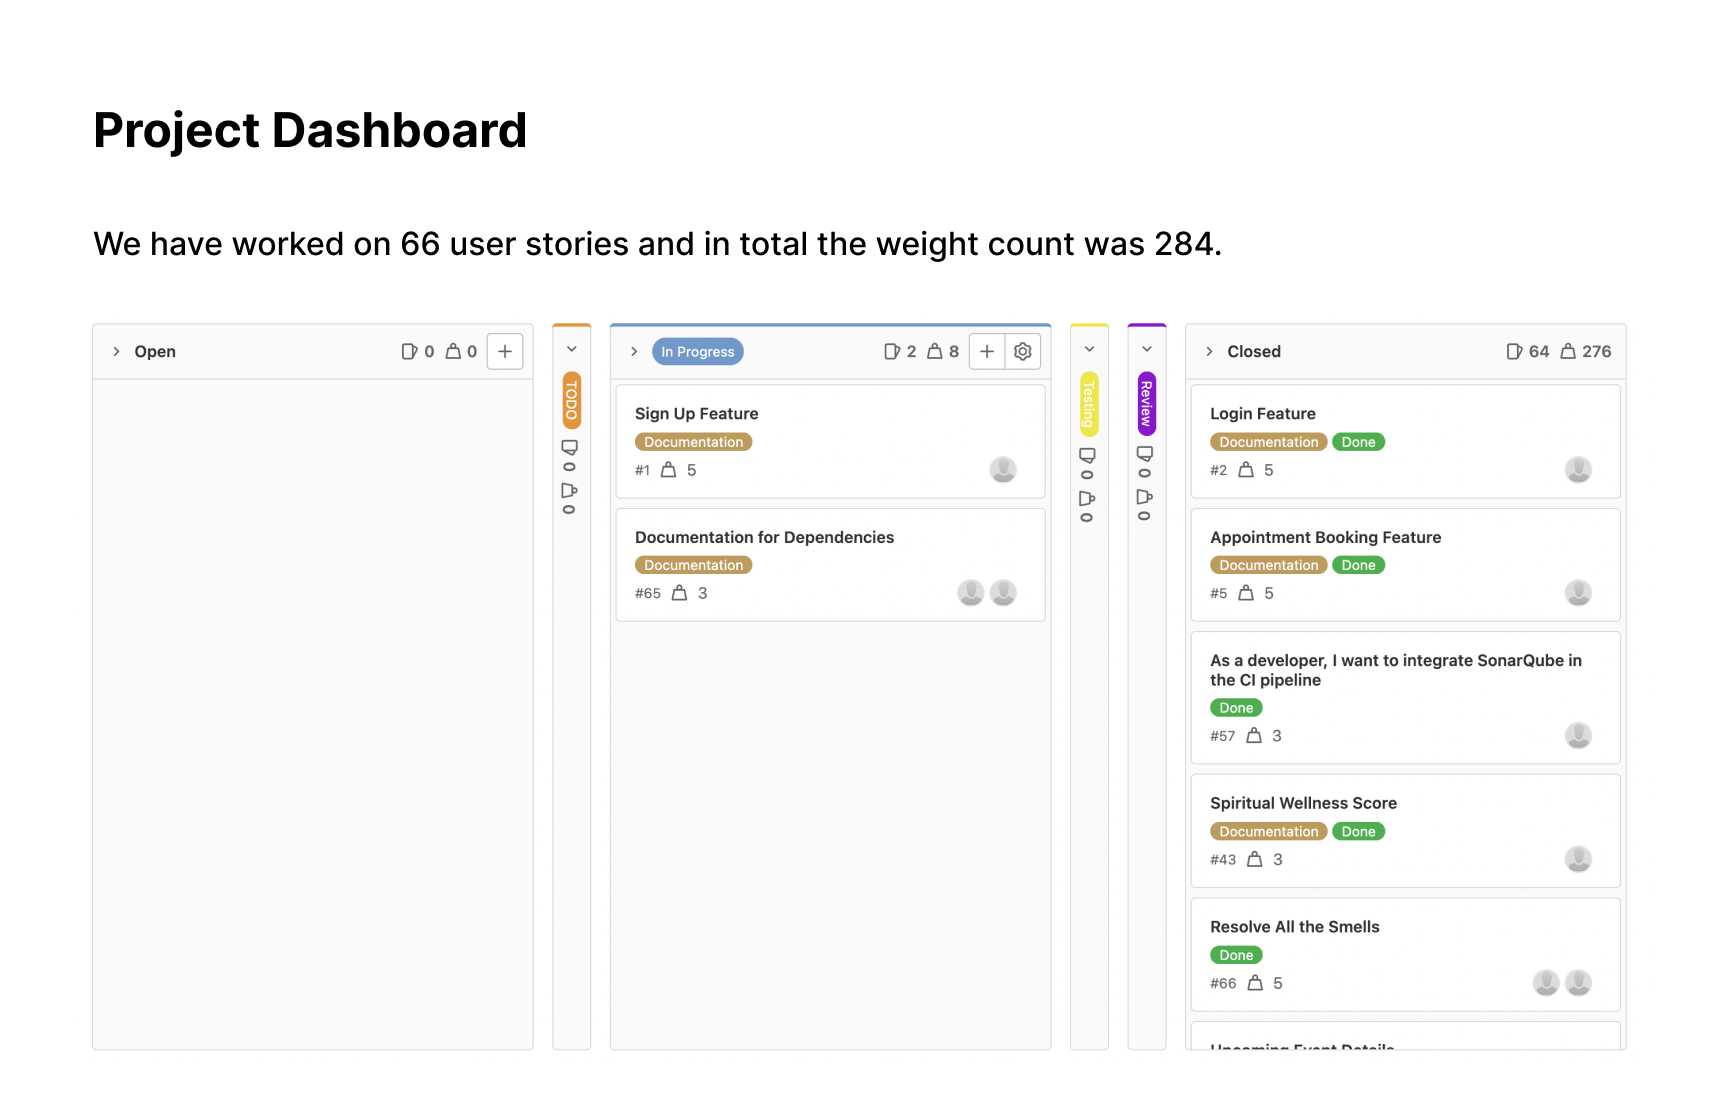 Project Dashboard
We have worked on 66 user stories and in total the weight count was 284.
Open 0 0
TODO
0
0
In Progress 2 8
Sign Up Feature
Documentation
#1 5
Documentation for Dependencies
Documentation
#65 3
Testing
0
0
Review
0
0
Closed 64 276
Login Feature
Documentation Done
#2 5
Appointment Booking Feature
Documentation Done
#5 5
As a developer, I want to integrate SonarQube in
the CI pipeline
Done
#57 3
Spiritual Wellness Score
Documentation Done
#43 3
Resolve All the Smells
Done
#66 5
Upcoming Event Details